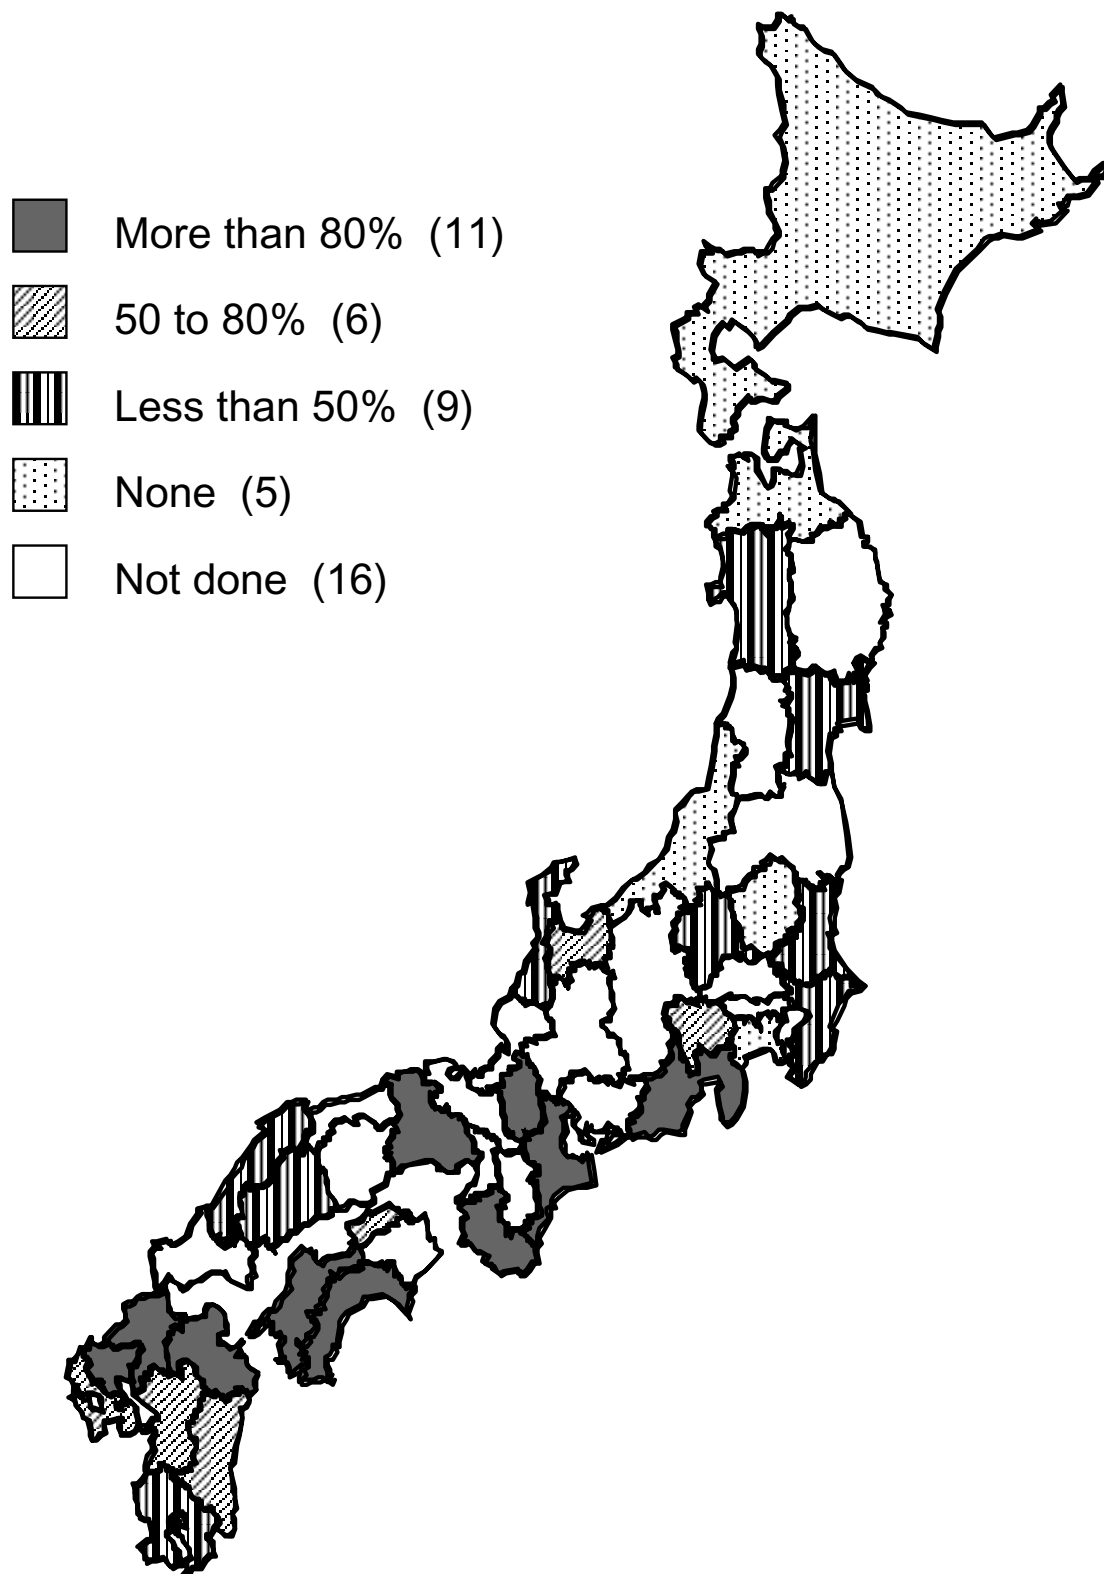 More than 80% (11)
50 to 80% (6)
Less than 50% (9)
None (5)
Not done (16)